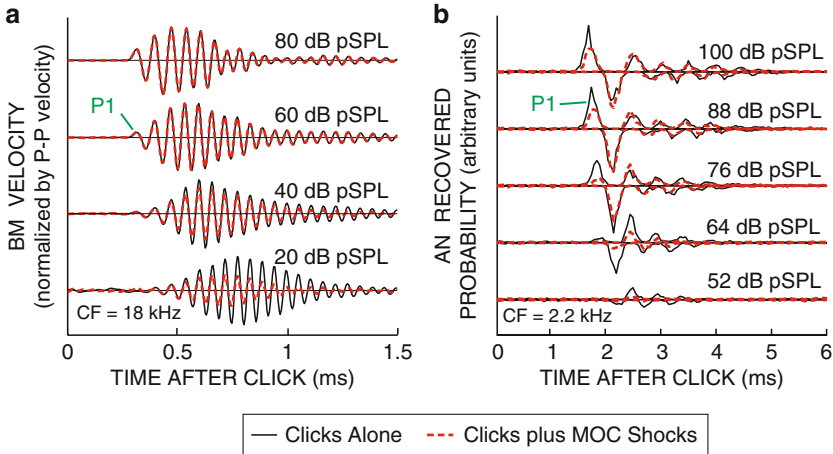 a
BM VELOCITY
(normalized by P-P velocity)
80 dB pSPL
P1
60 dB pSPL
40 dB pSPL
20 dB pSPL
CF = 18 kHz
0 0.5 1 1.5
TIME AFTER CLICK (ms)
b
AN RECOVERED
PROBABILITY (arbitrary units)
100 dB pSPL
P1
88 dB pSPL
76 dB pSPL
64 dB pSPL
52 dB pSPL
CF = 2.2 kHz
0 1 2 3 4 5 6
TIME AFTER CLICK (ms)
Clicks Alone Clicks plus MOC Shocks